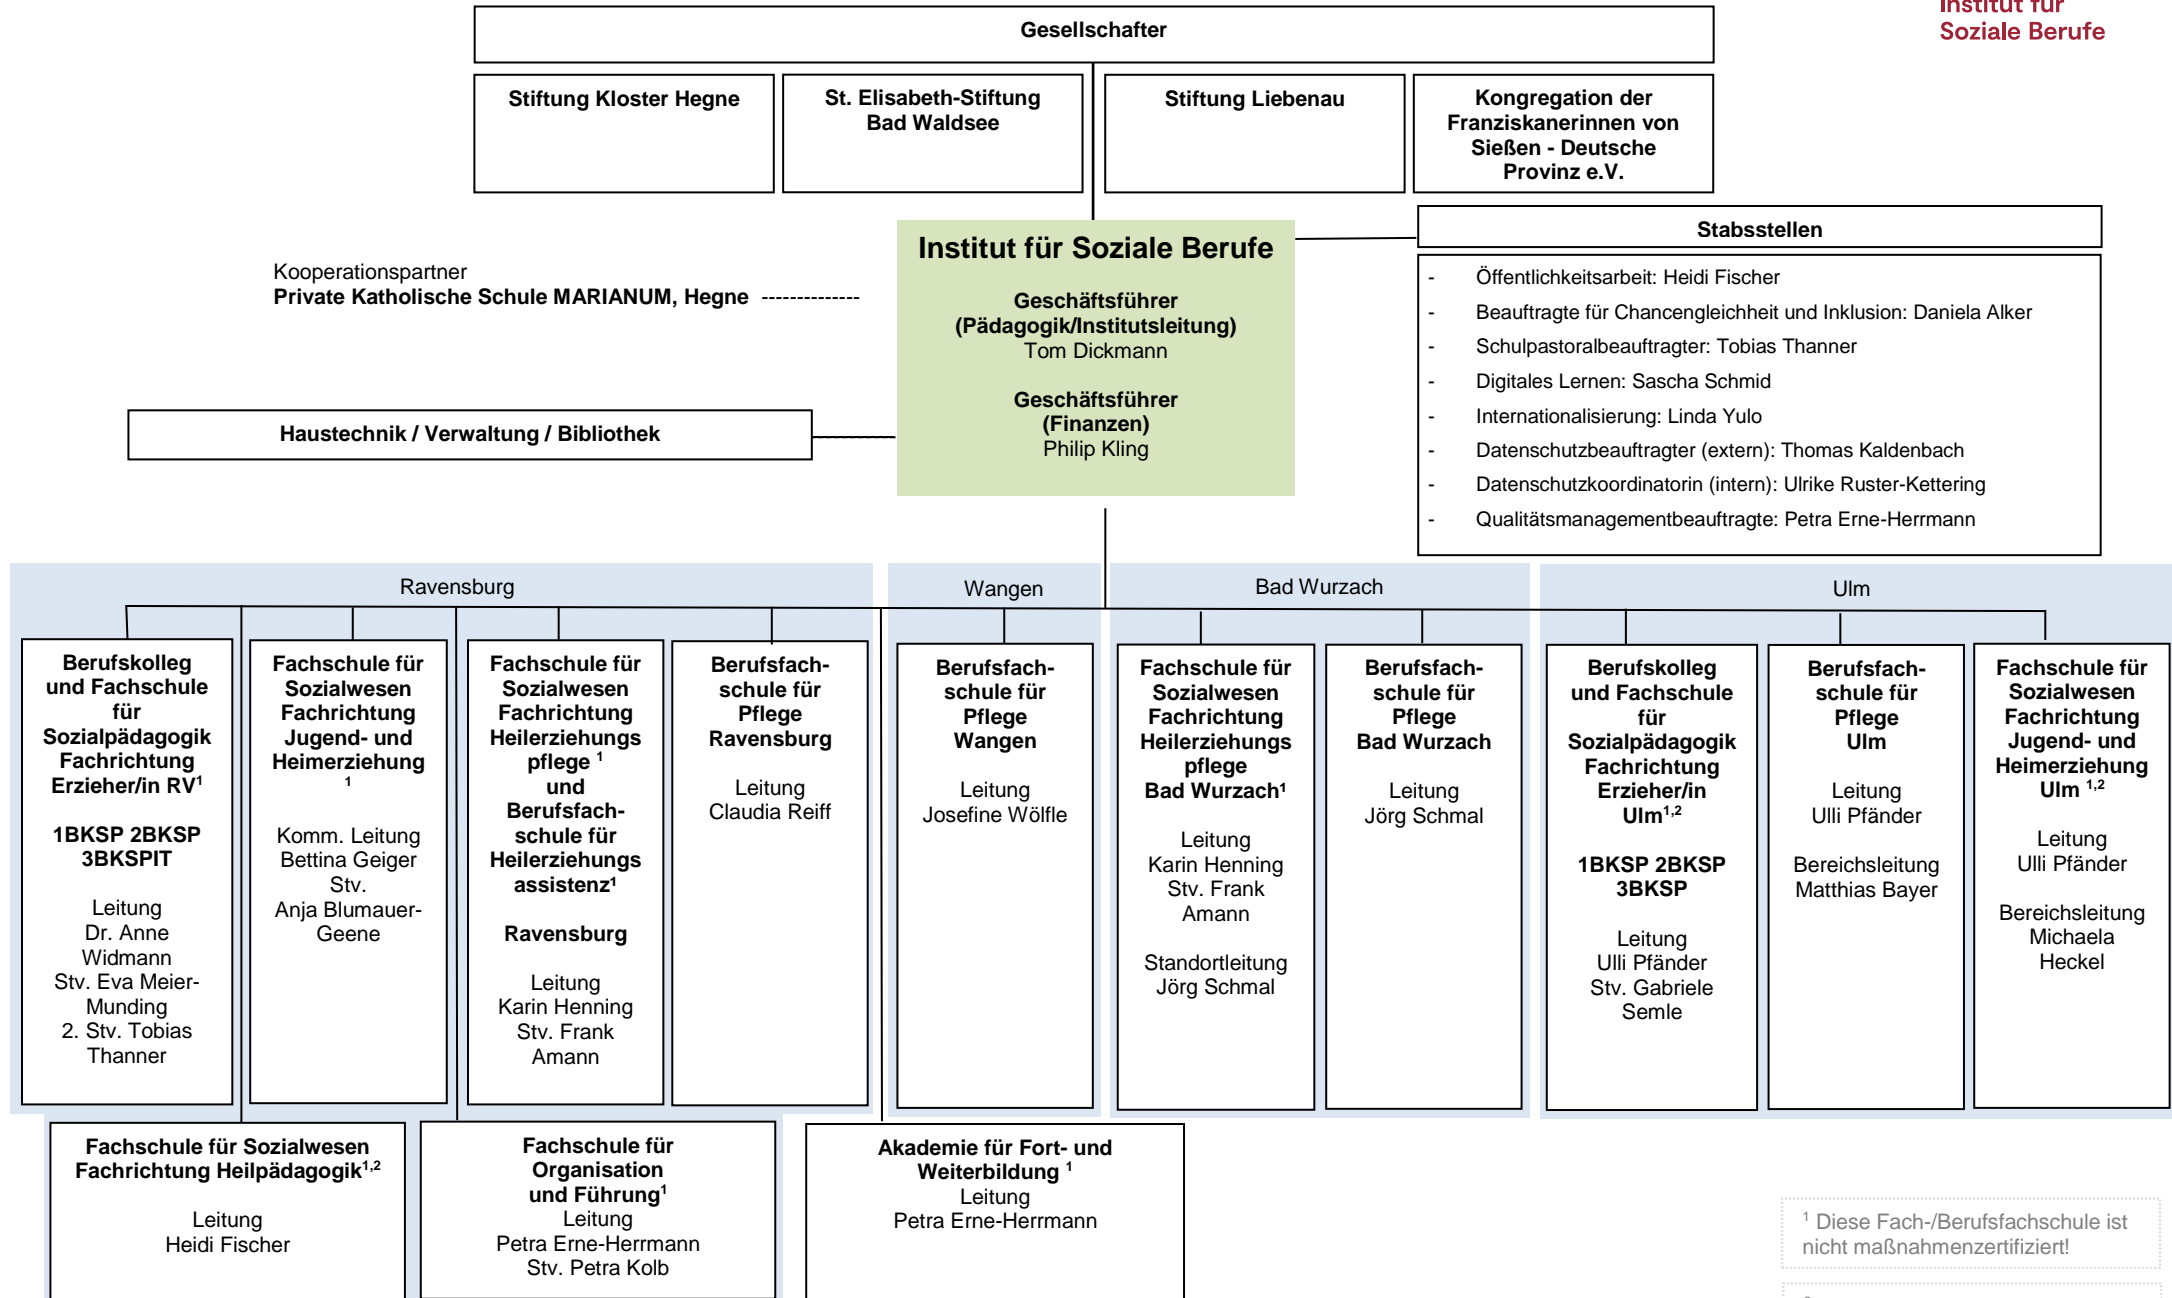 Institut für
Soziale Berufe
Gesellschafter
Stiftung Kloster Hegne
St. Elisabeth-Stiftung
Bad Waldsee
Stiftung Liebenau
Kongregation der
Franziskanerinnen von
Sießen - Deutsche
Provinz e.V.
Institut für Soziale Berufe
Geschäftsführer
(Pädagogik/Institutsleitung)
Tom Dickmann
Geschäftsführer
(Finanzen)
Philip Kling
Kooperationspartner
Private Katholische Schule MARIANUM, Hegne --------------
Haustechnik / Verwaltung / Bibliothek
Stabsstellen
- Öffentlichkeitsarbeit: Heidi Fischer
- Beauftragte für Chancengleichheit und Inklusion: Daniela Alker
- Schulpastoralbeauftragter: Tobias Thanner
- Digitales Lernen: Sascha Schmid
- Internationalisierung: Linda Yulo
- Datenschutzbeauftragter (extern): Thomas Kaldenbach
- Datenschutzkoordinatorin (intern): Ulrike Ruster-Kettering
- Qualitätsmanagementbeauftragte: Petra Erne-Herrmann
Ravensburg
Wangen
Bad Wurzach
Ulm
Berufskolleg
und Fachschule
für
Sozialpädagogik
Fachrichtung
Erzieher/in RV¹
1BKSP 2BKSP
3BKSPIT
Leitung
Dr. Anne
Widmann
Stv. Eva Meier-
Munding
2. Stv. Tobias
Thanner
Fachschule für
Sozialwesen
Fachrichtung
Jugend- und
Heimerziehung
¹
Komm. Leitung
Bettina Geiger
Stv.
Anja Blumauer-
Geene
Fachschule für
Sozialwesen
Fachrichtung
Heilerziehungs
pflege ¹
und
Berufsfach-
schule für
Heilerziehungs
assistenz¹
Ravensburg
Leitung
Karin Henning
Stv. Frank
Amann
Berufsfach-
schule für
Pflege
Ravensburg
Leitung
Claudia Reiff
Berufsfach-
schule für
Pflege
Wangen
Leitung
Josefine Wölfle
Fachschule für
Sozialwesen
Fachrichtung
Heilerziehungs
pflege
Bad Wurzach¹
Leitung
Karin Henning
Stv. Frank
Amann
Standortleitung
Jörg Schmal
Berufsfach-
schule für
Pflege
Bad Wurzach
Leitung
Jörg Schmal
Berufskolleg
und Fachschule
für
Sozialpädagogik
Fachrichtung
Erzieher/in
Ulm¹,²
1BKSP 2BKSP
3BKSP
Leitung
Ulli Pfänder
Stv. Gabriele
Semle
Berufsfach-
schule für
Pflege
Ulm
Leitung
Ulli Pfänder
Bereichsleitung
Matthias Bayer
Fachschule für
Sozialwesen
Fachrichtung
Jugend- und
Heimerziehung
Ulm ¹,²
Leitung
Ulli Pfänder
Bereichsleitung
Michaela
Heckel
Fachschule für Sozialwesen
Fachrichtung Heilpädagogik¹,²
Leitung
Heidi Fischer
Fachschule für
Organisation
und Führung¹
Leitung
Petra Erne-Herrmann
Stv. Petra Kolb
Akademie für Fort- und
Weiterbildung ¹
Leitung
Petra Erne-Herrmann
¹ Diese Fach-/Berufsfachschule ist
nicht maßnahmenzertifiziert!